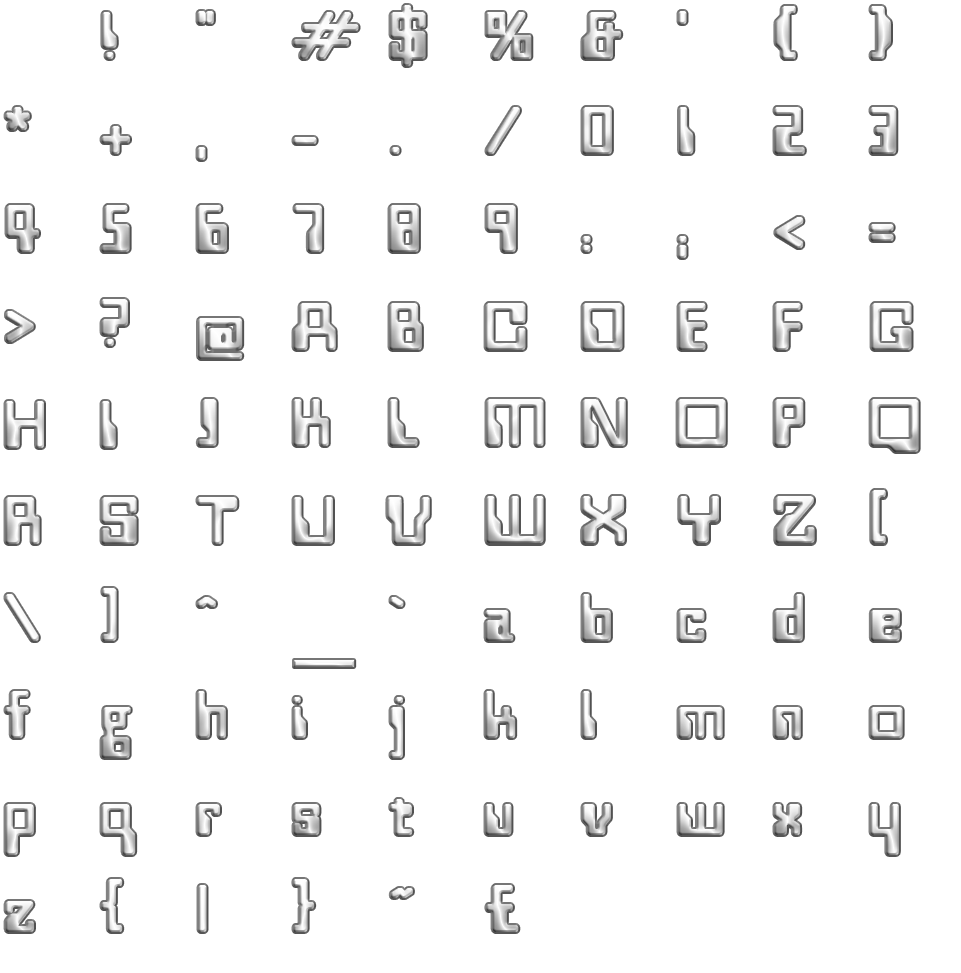 ! " # $ % & ' ( )
* + , - . / 0 1 2 3
4 5 6 7 8 9 : ; < =
> ? @ A B C D E F G
H I J K L M N O P Q
R S T U V W X Y Z [
\ ] ^ _ ` a b c d e
f g h i j k l m n o
p q r s t u v w x y
z { | } ~ £